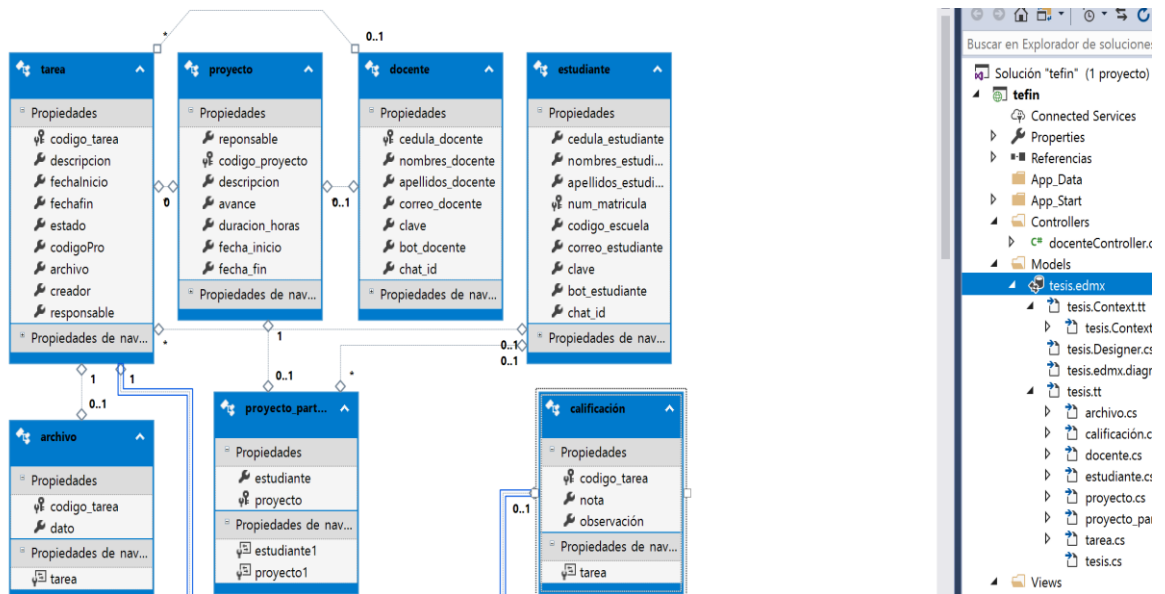 *
0..1
tarea
Propiedades
codigo_tarea
descripcion
fechaInicio
fechafin
estado
codigoPro
archivo
creador
responsable
Propiedades de nav...
proyecto
Propiedades
reponsable
codigo_proyecto
descripcion
avance
duracion_horas
fecha_inicio
fecha_fin
Propiedades de nav...
docente
Propiedades
cedula_docente
nombres_docente
apellidos_docente
correo_docente
clave
bot_docente
chat_id
Propiedades de nav...
estudiante
Propiedades
cedula_estudiante
nombres_estudi...
apellidos_estudi...
num_matricula
codigo_escuela
correo_estudiante
clave
bot_estudiante
chat_id
Propiedades de nav...
*
1
0..1
0..1
1
1
0..1
0..1
*
archivo
Propiedades
codigo_tarea
dato
Propiedades de nav...
tarea
proyecto_part...
Propiedades
estudiante
proyecto
Propiedades de nav...
estudiante1
proyecto1
0..1
calificación
Propiedades
codigo_tarea
nota
observación
Propiedades de nav...
tarea
Buscar en Explorador de soluciones
Solución "tefin" (1 proyecto)
tefin
Connected Services
Properties
Referencias
App_Data
App_Start
Controllers
C# docenteController.c
Models
tesis.edmx
tesis.Context.tt
tesis.Context
tesis.Designer.cs
tesis.edmx.diagr
tesis.tt
archivo.cs
calificación.c
docente.cs
estudiante.cs
proyecto.cs
proyecto_par
tarea.cs
tesis.cs
Views